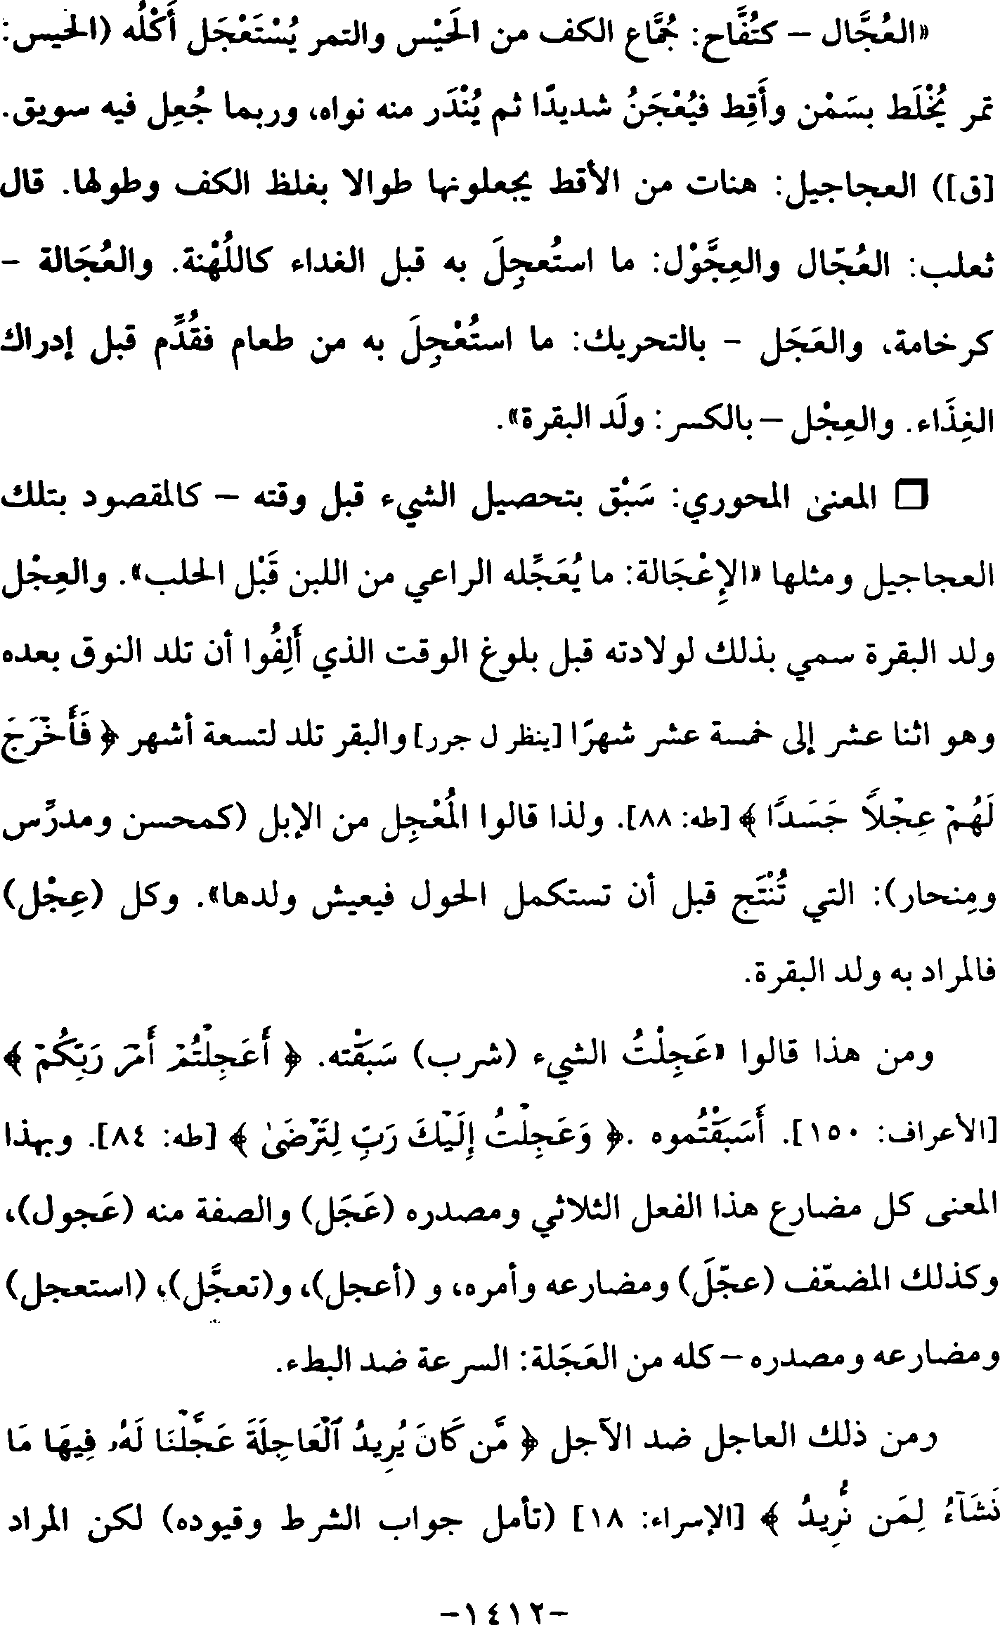 «العُجَّال – كتُفَّاح: جُمَّاع الكف من الحَيْس والتمر يُسْتَعْجَل أَكْلُه (الحيس:
تمر يُخْلَط بسَمْن وأَقِط فيُعْجَنُ شديدًا ثم يُنْدَر منه نواه، وربما جُعِل فيه سويق.
[ق]) العجاجيل: هنات من الأقط يجعلونها طوالا بغلظ الكف وطولها. قال
ثعلب: العُجّال والعِجَّوْل: ما استُعجِلَ به قبل الغداء كاللُهْنة. والعُجَالة –
كرخامة، والعَجَل – بالتحريك: ما استُعْجِلَ به من طعام فقُدِّم قبل إدراك
الغِذَاء. والعِجْل – بالكسر: ولَد البقرة».
❒ المعنى المحوري: سَبْق بتحصيل الشيء قبل وقته – كالمقصود بتلك
العجاجيل ومثلها «الإعْجَالة: ما يُعَجِّله الراعي من اللبن قَبْل الحلب». والعِجْل
ولد البقرة سمي بذلك لولادته قبل بلوغ الوقت الذي أَلِفُوا أن تلد النوق بعده
وهو اثنا عشر إلى خمسة عشر شهرًا [ينظر ل جرر] والبقر تلد لتسعة أشهر ﴿ فَأَخْرَجَ
لَهُمْ عِجْلًا جَسَدًا ﴾ [طه: ٨٨]. ولذا قالوا المُعْجِل من الإبل (كمحسن ومدرِّس
ومِنحار): التي تُنْتَج قبل أن تستكمل الحول فيعيش ولدها». وكل (عِجْل)
فالمراد به ولد البقرة.
ومن هذا قالوا «عَجِلْتُ الشيء (شرب) سَبَقْته. ﴿ أَعَجِلْتُمْ أَمْرَ رَبِّكُمْ ﴾
[الأعراف: ١٥٠]. أَسَبَقْتُموه .﴿ وَعَجِلْتُ إِلَيْكَ رَبِّ لِتَرْضَىٰ ﴾ [طه: ٨٤]. وبهذا
المعنى كل مضارع هذا الفعل الثلاثي ومصدره (عَجَل) والصفة منه (عَجول)،
وكذلك المضعّف (عجّلَ) ومضارعه وأمره، و (أعجل)، و(تعجَّل)، (استعجل)
ومضارعه ومصدره – كله من العَجَلة: السرعة ضد البطء.
ومن ذلك العاجل ضد الآجل ﴿ مَّن كَانَ يُرِيدُ ٱلْعَاجِلَةَ عَجَّلْنَا لَهُۥ فِيهَا مَا
نَشَآءُ لِمَن نُّرِيدُ ﴾ [الإسراء: ١٨] (تأمل جواب الشرط وقيوده) لكن المراد
-١٤١٢-